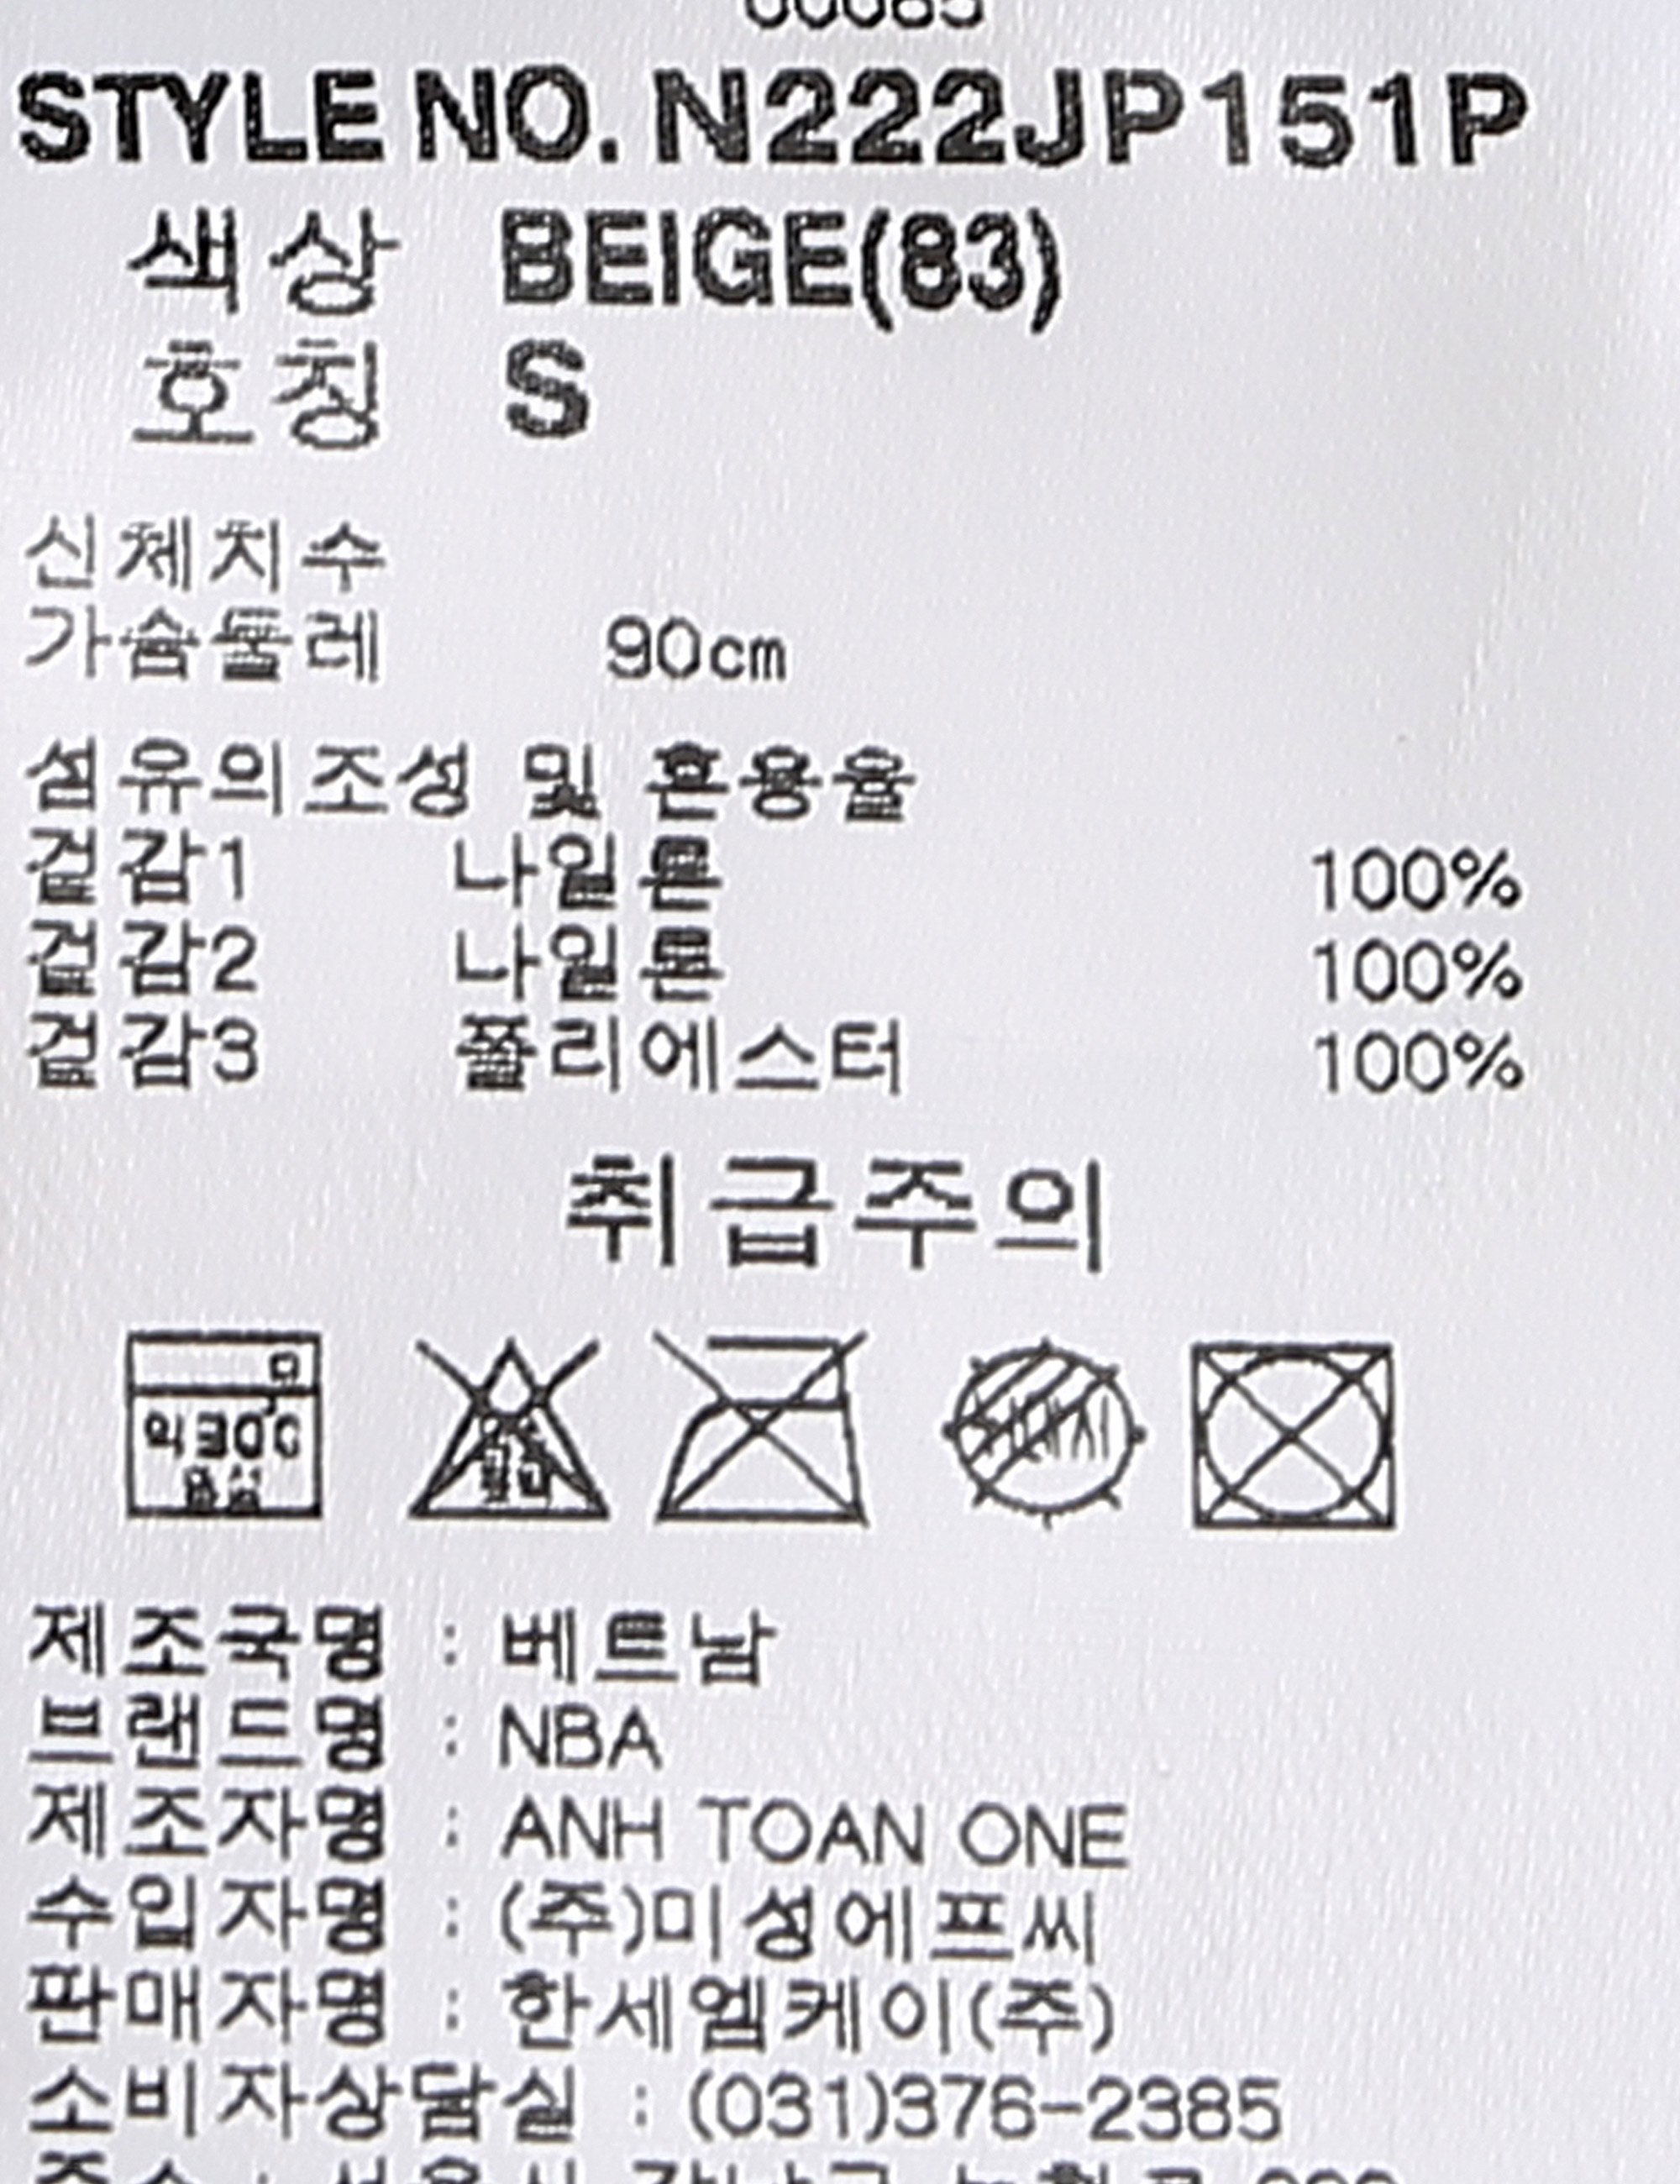 STYLE NO. N222JP151P
색상 BEIGE(83)
호칭 S
신체치수
가슴둘레 90cm
섬유의조성 및 혼용율
겉감1 나일론 100%
겉감2 나일론 100%
겉감3 폴리에스터 100%
취급주의
약30℃
제조국명 : 베트남
브랜드명 : NBA
제조자명 : ANH TOAN ONE
수입자명 : (주)미성에프씨
판매자명 : 한세엠케이(주)
소비자상담실 : (031)376-2385